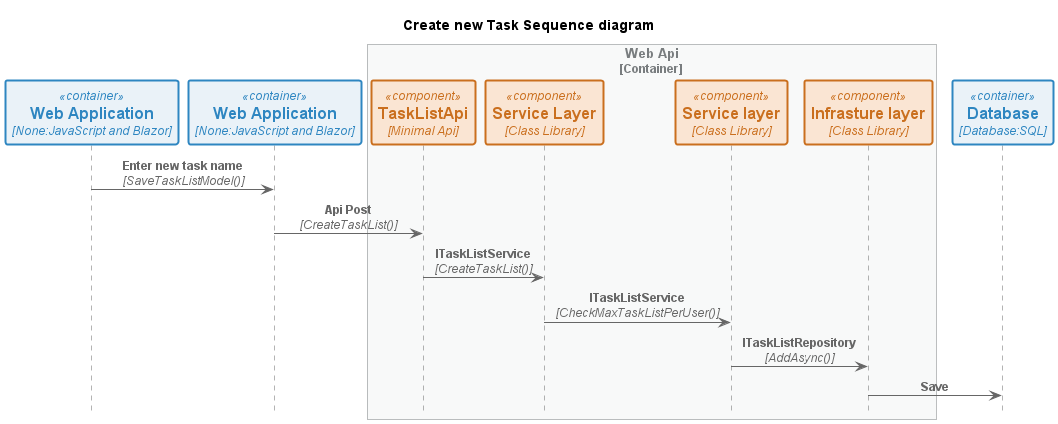 Create new Task Sequence diagram
Web Api
[Container]
«container»
Web Application
[None:JavaScript and Blazor]
«container»
Web Application
[None:JavaScript and Blazor]
«component»
TaskListApi
[Minimal Api]
«component»
Service Layer
[Class Library]
«component»
Service layer
[Class Library]
«component»
Infrasture layer
[Class Library]
«container»
Database
[Database:SQL]
Enter new task name
[SaveTaskListModel()]
Api Post
[CreateTaskList()]
ITaskListService
[CreateTaskList()]
ITaskListService
[CheckMaxTaskListPerUser()]
ITaskListRepository
[AddAsync()]
Save